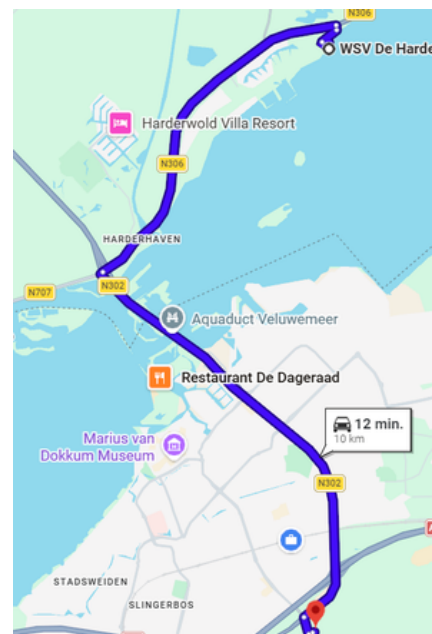 N306
WSV De Harde
Harderwold Villa Resort
N306
HARDERHAVEN
N707
N302
Aquaduct Veluwemeer
Restaurant De Dageraad
12 min.
10 km
Marius van
Dokkum Museum
N302
STADSWEIDEN
SLINGERBOS